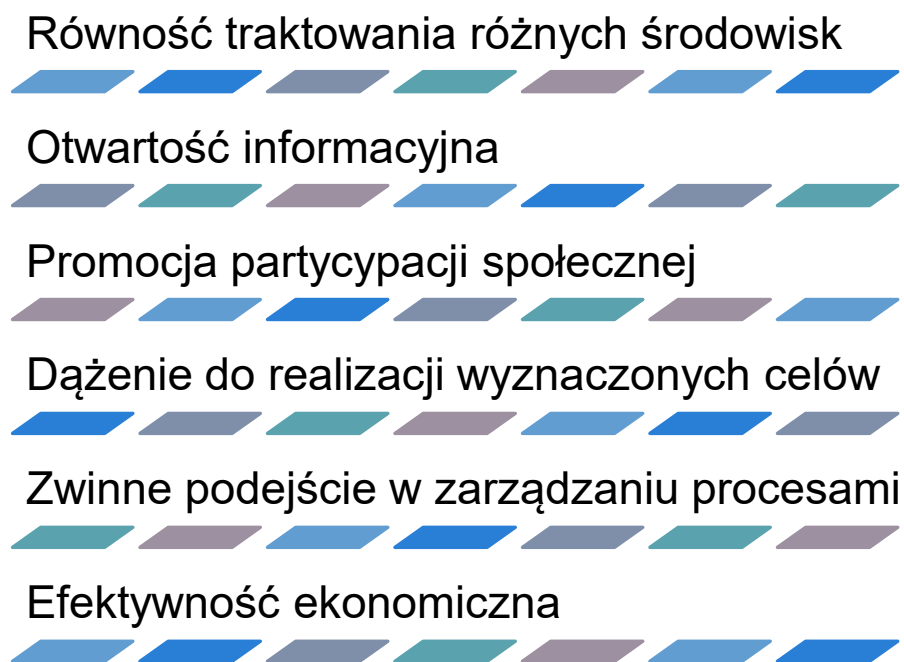 Równość traktowania różnych środowisk
Otwartość informacyjna
Promocja partycypacji społecznej
Dążenie do realizacji wyznaczonych celów
Zwinne podejście w zarządzaniu procesami
Efektywność ekonomiczna